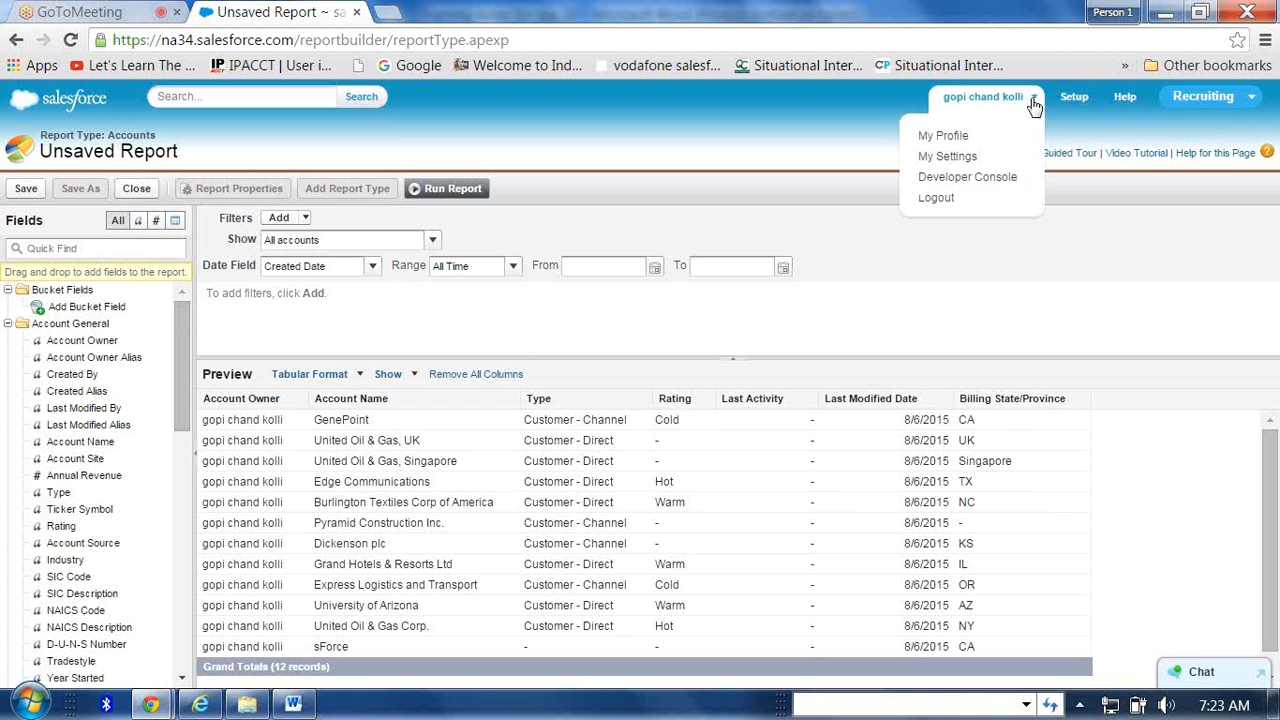 GoToMeeting
Unsaved Report ~ sa
Person 1
https://na34.salesforce.com/reportbuilder/reportType.apexp
Apps
Let's Learn The ...
IPACCT | User i...
Google
Welcome to Ind...
vodafone salesf...
Situational Inter...
Situational Inter...
»
Other bookmarks
salesforce
Search...
Search
gopi chand kolli
Setup
Help
Recruiting
My Profile
My Settings
Developer Console
Logout
Report Type: Accounts
Unsaved Report
Guided Tour | Video Tutorial | Help for this Page
Save
Save As
Close
Report Properties
Add Report Type
Run Report
Fields
All
a
#
Quick Find
Drag and drop to add fields to the report.
Bucket Fields
Add Bucket Field
Account General
a Account Owner
a Account Owner Alias
a Created By
a Created Alias
a Last Modified By
a Last Modified Alias
a Account Name
a Account Site
# Annual Revenue
a Type
a Ticker Symbol
a Rating
a Account Source
a Industry
a SIC Code
a SIC Description
a NAICS Code
a NAICS Description
a D-U-N-S Number
a Tradestyle
a Year Started
Filters Add
Show All accounts
Date Field Created Date Range All Time From To
To add filters, click Add.
Preview Tabular Format Show Remove All Columns
Account Owner Account Name Type Rating Last Activity Last Modified Date Billing State/Province
gopi chand kolli GenePoint Customer - Channel Cold - 8/6/2015 CA
gopi chand kolli United Oil & Gas, UK Customer - Direct - - 8/6/2015 UK
gopi chand kolli United Oil & Gas, Singapore Customer - Direct - - 8/6/2015 Singapore
gopi chand kolli Edge Communications Customer - Direct Hot - 8/6/2015 TX
gopi chand kolli Burlington Textiles Corp of America Customer - Direct Warm - 8/6/2015 NC
gopi chand kolli Pyramid Construction Inc. Customer - Channel - - 8/6/2015 -
gopi chand kolli Dickenson plc Customer - Channel - - 8/6/2015 KS
gopi chand kolli Grand Hotels & Resorts Ltd Customer - Direct Warm - 8/6/2015 IL
gopi chand kolli Express Logistics and Transport Customer - Channel Cold - 8/6/2015 OR
gopi chand kolli University of Arizona Customer - Direct Warm - 8/6/2015 AZ
gopi chand kolli United Oil & Gas Corp. Customer - Direct Hot - 8/6/2015 NY
gopi chand kolli sForce - - - 8/6/2015 CA
Grand Totals (12 records)
Chat
7:23 AM